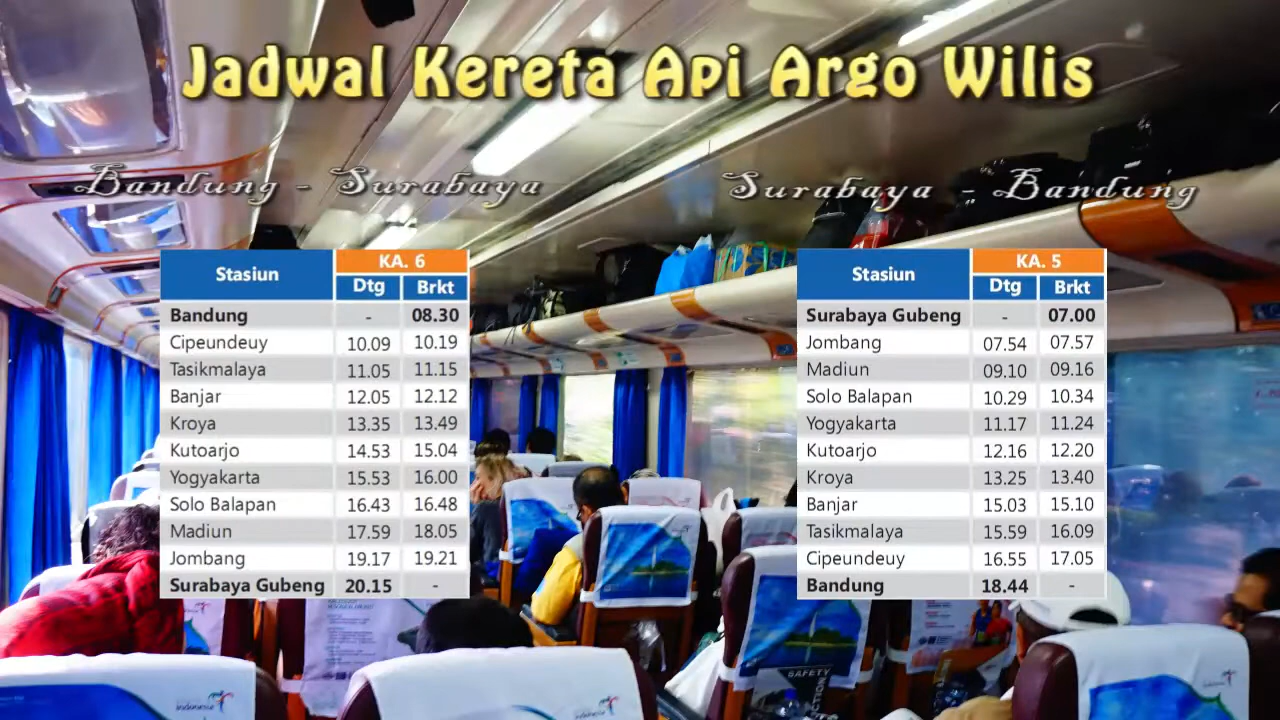 Jadwal Kereta Api Argo Wilis
Bandung - Surabaya
Stasiun KA. 6
Dtg Brkt
Bandung - 08.30
Cipeundeuy 10.09 10.19
Tasikmalaya 11.05 11.15
Banjar 12.05 12.12
Kroya 13.35 13.49
Kutoarjo 14.53 15.04
Yogyakarta 15.53 16.00
Solo Balapan 16.43 16.48
Madiun 17.59 18.05
Jombang 19.17 19.21
Surabaya Gubeng 20.15 -
Surabaya - Bandung
Stasiun KA. 5
Dtg Brkt
Surabaya Gubeng - 07.00
Jombang 07.54 07.57
Madiun 09.10 09.16
Solo Balapan 10.29 10.34
Yogyakarta 11.17 11.24
Kutoarjo 12.16 12.20
Kroya 13.25 13.40
Banjar 15.03 15.10
Tasikmalaya 15.59 16.09
Cipeundeuy 16.55 17.05
Bandung 18.44 -
SAFETY